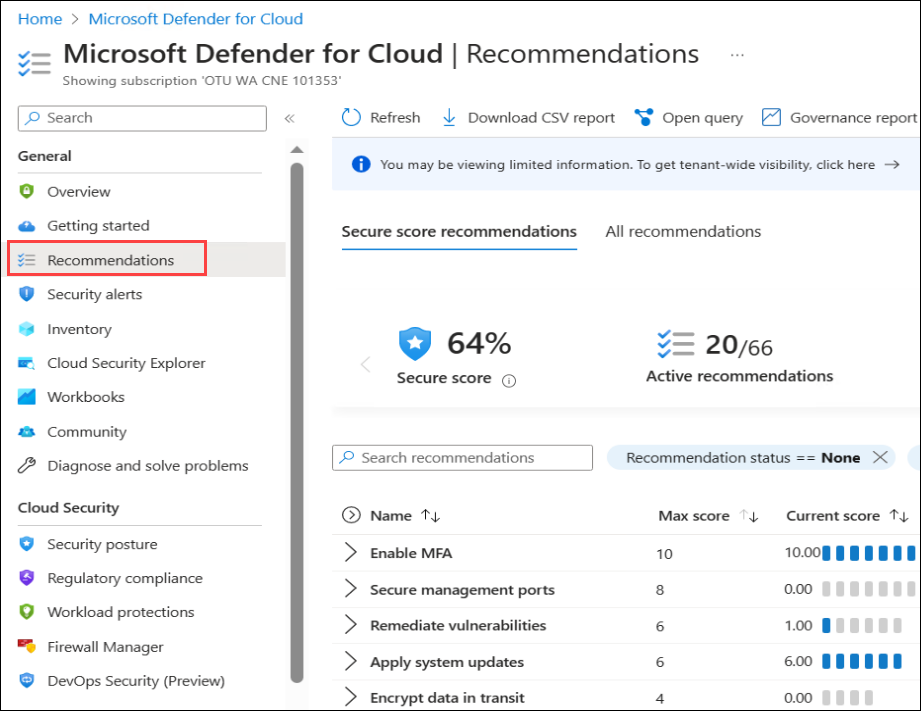 Home > Microsoft Defender for Cloud
Microsoft Defender for Cloud | Recommendations ...
Showing subscription 'OTU WA CNE 101353'
Search «
Refresh Download CSV report Open query Governance report
General
Overview
Getting started
Recommendations
Security alerts
Inventory
Cloud Security Explorer
Workbooks
Community
Diagnose and solve problems
Cloud Security
Security posture
Regulatory compliance
Workload protections
Firewall Manager
DevOps Security (Preview)
You may be viewing limited information. To get tenant-wide visibility, click here →
Secure score recommendations All recommendations
64% 20/66
Secure score Active recommendations
Search recommendations Recommendation status == None
Name ↑↓ Max score ↑↓ Current score ↑↓
Enable MFA 10 10.00
Secure management ports 8 0.00
Remediate vulnerabilities 6 1.00
Apply system updates 6 6.00
Encrypt data in transit 4 0.00